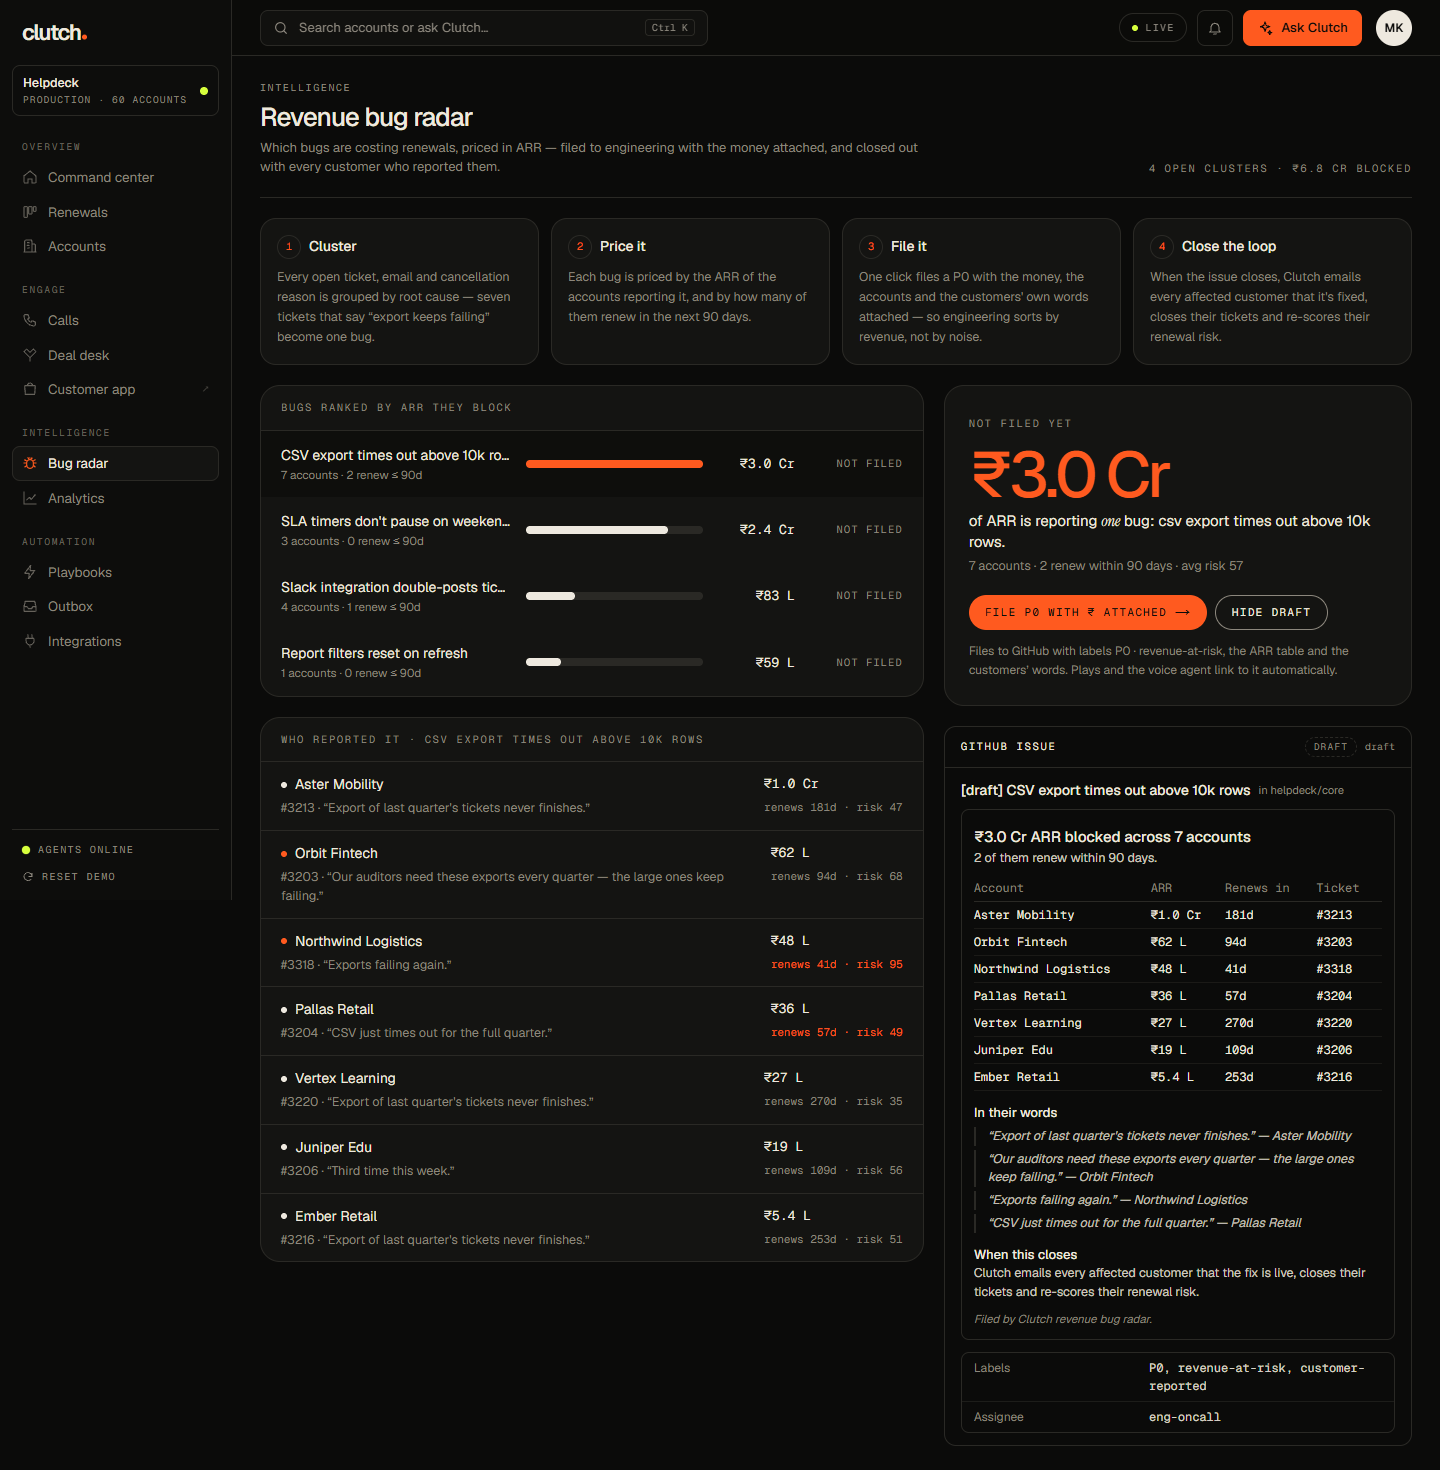 clutch.
Search accounts or ask Clutch...
Ctrl K
LIVE
Ask Clutch
MK
Helpdeck
PRODUCTION · 60 ACCOUNTS
OVERVIEW
Command center
Renewals
Accounts
ENGAGE
Calls
Deal desk
Customer app
INTELLIGENCE
Bug radar
Analytics
AUTOMATION
Playbooks
Outbox
Integrations
AGENTS ONLINE
RESET DEMO
INTELLIGENCE
Revenue bug radar
Which bugs are costing renewals, priced in ARR — filed to engineering with the money attached, and closed out
with every customer who reported them.
4 OPEN CLUSTERS · ₹6.8 CR BLOCKED
1 Cluster
Every open ticket, email and cancellation
reason is grouped by root cause — seven
tickets that say “export keeps failing”
become one bug.
2 Price it
Each bug is priced by the ARR of the
accounts reporting it, and by how many of
them renew in the next 90 days.
3 File it
One click files a P0 with the money, the
accounts and the customers' own words
attached — so engineering sorts by
revenue, not by noise.
4 Close the loop
When the issue closes, Clutch emails
every affected customer that it's fixed,
closes their tickets and re-scores their
renewal risk.
BUGS RANKED BY ARR THEY BLOCK
CSV export times out above 10k ro...
7 accounts · 2 renew ≤ 90d
₹3.0 Cr
NOT FILED
SLA timers don't pause on weeken...
3 accounts · 0 renew ≤ 90d
₹2.4 Cr
NOT FILED
Slack integration double-posts tic...
4 accounts · 1 renew ≤ 90d
₹83 L
NOT FILED
Report filters reset on refresh
1 accounts · 0 renew ≤ 90d
₹59 L
NOT FILED
WHO REPORTED IT · CSV EXPORT TIMES OUT ABOVE 10K ROWS
Aster Mobility
₹1.0 Cr
#3213 · “Export of last quarter's tickets never finishes.”
renews 181d · risk 47
Orbit Fintech
₹62 L
#3203 · “Our auditors need these exports every quarter — the large ones keep
failing.”
renews 94d · risk 68
Northwind Logistics
₹48 L
#3318 · “Exports failing again.”
renews 41d · risk 95
Pallas Retail
₹36 L
#3204 · “CSV just times out for the full quarter.”
renews 57d · risk 49
Vertex Learning
₹27 L
#3220 · “Export of last quarter's tickets never finishes.”
renews 270d · risk 35
Juniper Edu
₹19 L
#3206 · “Third time this week.”
renews 109d · risk 56
Ember Retail
₹5.4 L
#3216 · “Export of last quarter's tickets never finishes.”
renews 253d · risk 51
NOT FILED YET
₹3.0 Cr
of ARR is reporting one bug: csv export times out above 10k
rows.
7 accounts · 2 renew within 90 days · avg risk 57
FILE P0 WITH ₹ ATTACHED →
HIDE DRAFT
Files to GitHub with labels P0 · revenue-at-risk, the ARR table and the
customers' words. Plays and the voice agent link to it automatically.
GITHUB ISSUE
DRAFT draft
[draft] CSV export times out above 10k rows in helpdeck/core
₹3.0 Cr ARR blocked across 7 accounts
2 of them renew within 90 days.
Account ARR Renews in Ticket
Aster Mobility ₹1.0 Cr 181d #3213
Orbit Fintech ₹62 L 94d #3203
Northwind Logistics ₹48 L 41d #3318
Pallas Retail ₹36 L 57d #3204
Vertex Learning ₹27 L 270d #3220
Juniper Edu ₹19 L 109d #3206
Ember Retail ₹5.4 L 253d #3216
In their words
“Export of last quarter's tickets never finishes.” — Aster Mobility
“Our auditors need these exports every quarter — the large ones
keep failing.” — Orbit Fintech
“Exports failing again.” — Northwind Logistics
“CSV just times out for the full quarter.” — Pallas Retail
When this closes
Clutch emails every affected customer that the fix is live, closes their
tickets and re-scores their renewal risk.
Filed by Clutch revenue bug radar.
Labels
P0, revenue-at-risk, customer-
reported
Assignee
eng-oncall